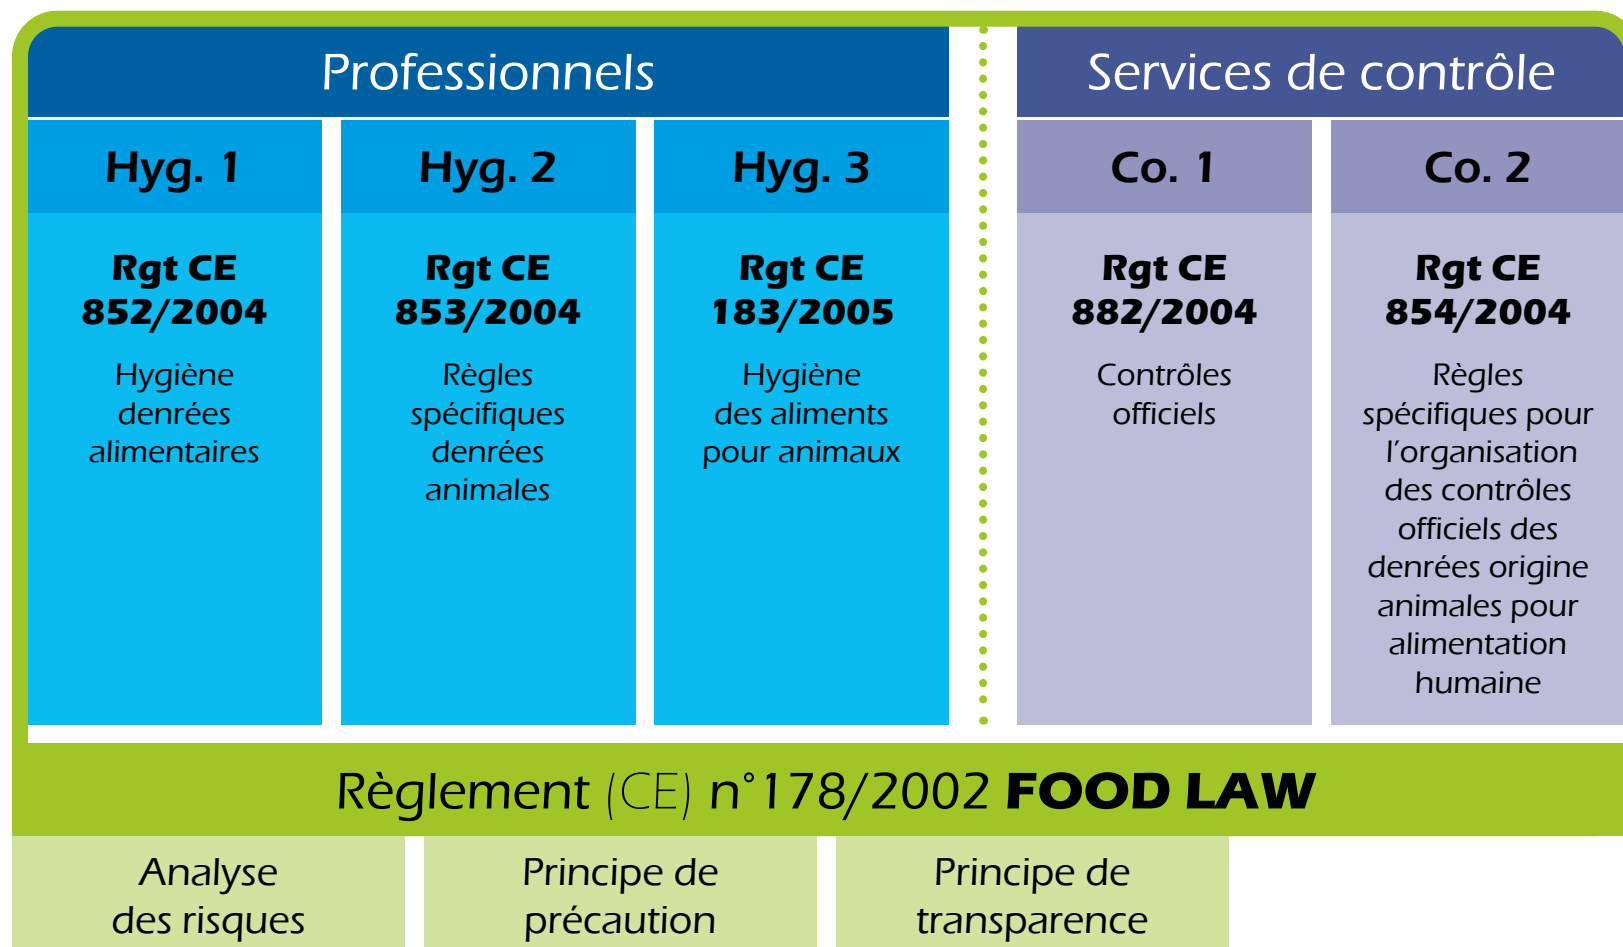 Professionnels
Services de contrôle
Hyg. 1
Rgt CE
852/2004
Hygiène
denrées
alimentaires
Hyg. 2
Rgt CE
853/2004
Règles
spécifiques
denrées
animales
Hyg. 3
Rgt CE
183/2005
Hygiène
des aliments
pour animaux
Co. 1
Rgt CE
882/2004
Contrôles
officiels
Co. 2
Rgt CE
854/2004
Règles
spécifiques pour
l'organisation
des contrôles
officiels des
denrées origine
animales pour
alimentation
humaine
Règlement (CE) n°178/2002 FOOD LAW
Analyse
des risques
Principe de
précaution
Principe de
transparence